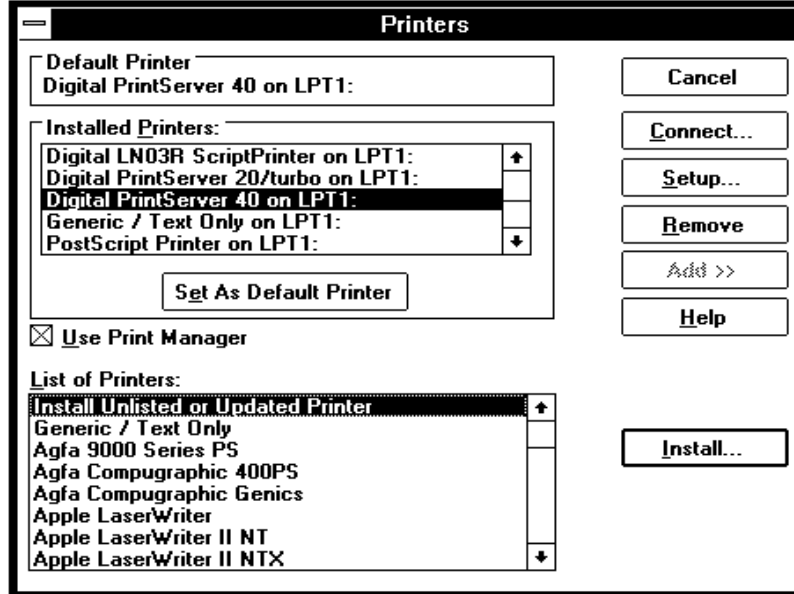 Printers
Default Printer
Digital PrintServer 40 on LPT1:
Installed Printers:
Digital LN03R ScriptPrinter on LPT1:
Digital PrintServer 20/turbo on LPT1:
Digital PrintServer 40 on LPT1:
Generic / Text Only on LPT1:
PostScript Printer on LPT1:
Set As Default Printer
Use Print Manager
List of Printers:
Install Unlisted or Updated Printer
Generic / Text Only
Agfa 9000 Series PS
Agfa Compugraphic 400PS
Agfa Compugraphic Genics
Apple LaserWriter
Apple LaserWriter II NT
Apple LaserWriter II NTX
Cancel
Connect...
Setup...
Remove
Add >>
Help
Install...